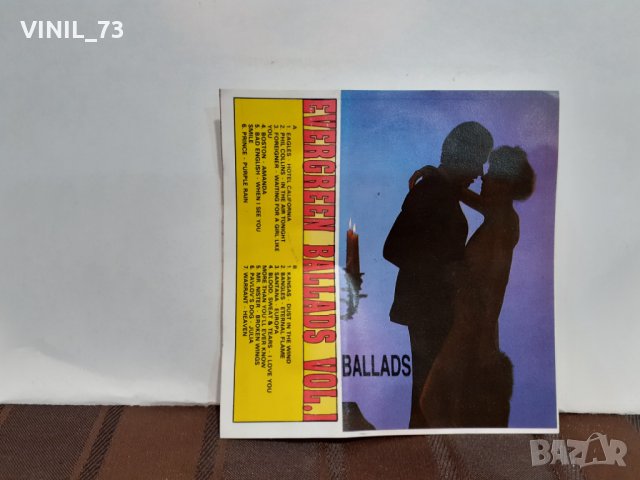 VINIL_73
EVERGREEN BALLADS VOL.I
A.
1. EAGLES - HOTEL CALIFORNIA
2. PHIL COLLINS - IN THE AIR TONIGHT
3. FOREIGNER - WAITING FOR A GIRL LIKE
YOU
4. BOSTON - AMANDA
5. BAD ENGLISH - WHEN I SEE YOU
SMILE
6. PRINCE - PURPLE RAIN
B.
1. KANSAS - DUST IN THE WIND
2. BANGLES - ETERNAL FLAME
3. SANTANA - EUROPA
4. BLOOD, SWEAT & TEARS - I LOVE YOU
MORE THAN YOU'LL EVER KNOW
5. MR. MISTER - BROKEN WINGS
6. PAVLOV'S DOG - JULIA
7. WARRANT - HEAVEN
BALLADS
BAZAR